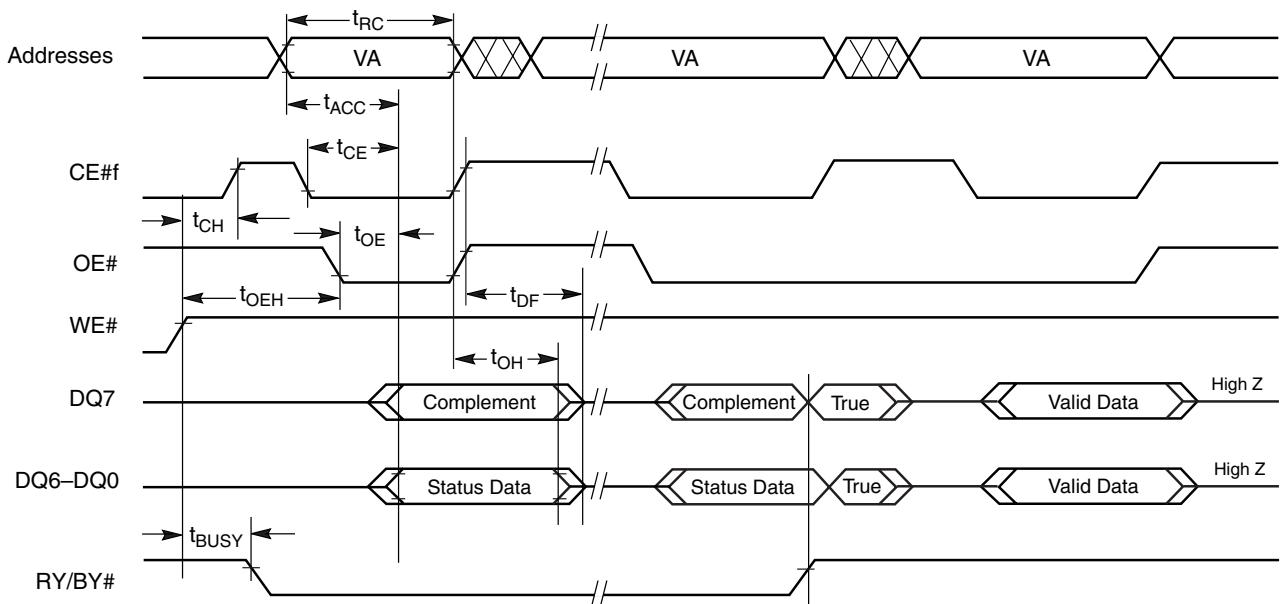 tRC
Addresses VA VA VA
tACC
tCE
CE#f
tCH tOE
OE#
tOEH tDF
WE#
tOH
DQ7 Complement Complement True Valid Data High Z
DQ6–DQ0 Status Data Status Data True Valid Data High Z
tBUSY
RY/BY#